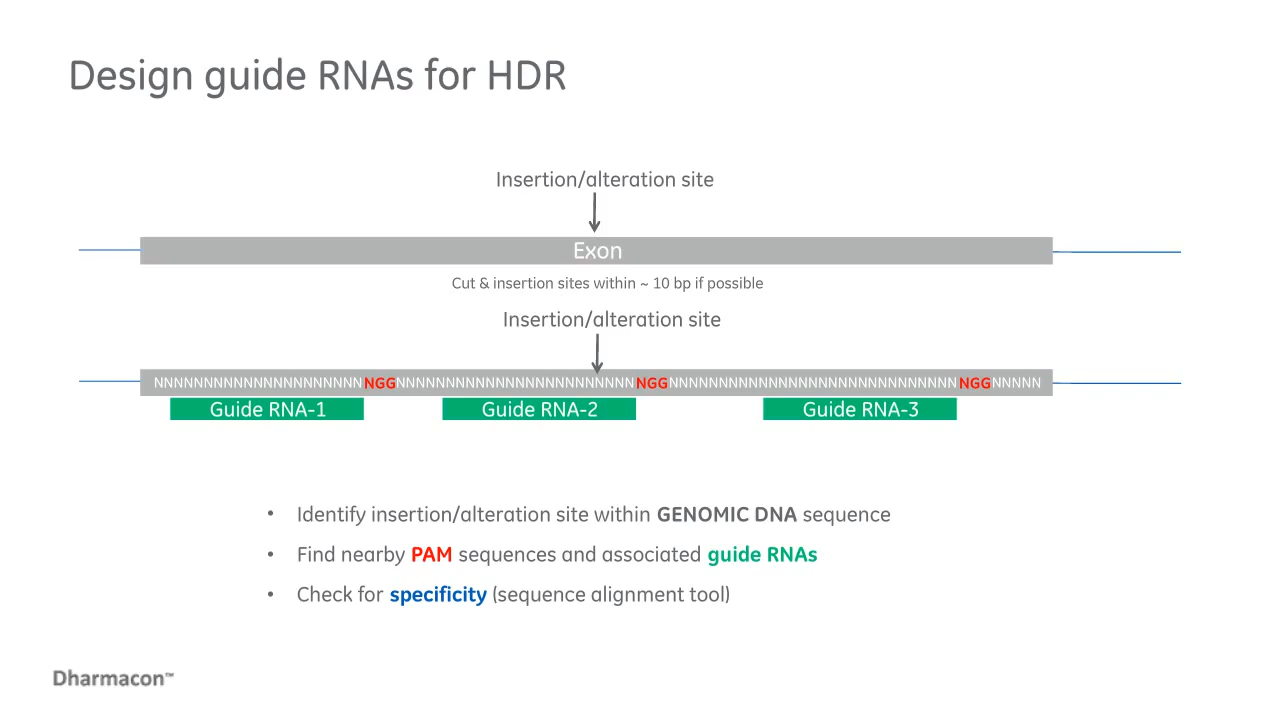 Design guide RNAs for HDR
Insertion/alteration site
Exon
Cut & insertion sites within ~ 10 bp if possible
Insertion/alteration site
NNNNNNNNNNNNNNNNNNNNNNGGNNNNNNNNNNNNNNNNNNNNNNNNNGGNNNNNNNNNNNNNNNNNNNNNNNNNNNNNNGGNNNNN
Guide RNA-1 Guide RNA-2 Guide RNA-3
• Identify insertion/alteration site within GENOMIC DNA sequence
• Find nearby PAM sequences and associated guide RNAs
• Check for specificity (sequence alignment tool)
Dharmacon™